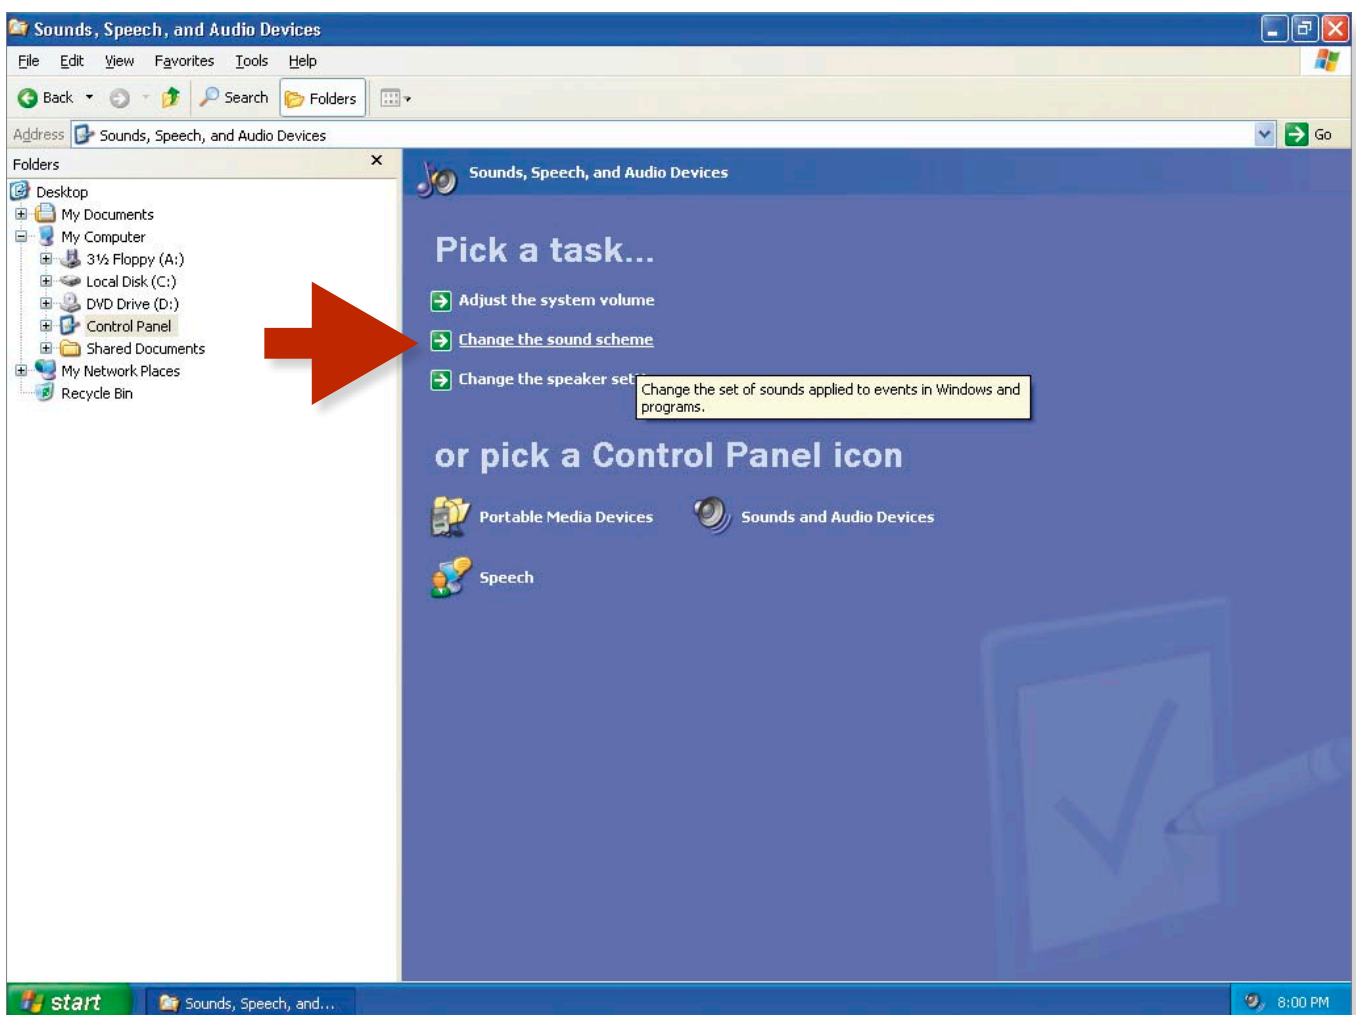 Sounds, Speech, and Audio Devices
File Edit View Favorites Tools Help
Back Search Folders
Address Sounds, Speech, and Audio Devices Go
Folders
Desktop
My Documents
My Computer
3½ Floppy (A:)
Local Disk (C:)
DVD Drive (D:)
Control Panel
Shared Documents
My Network Places
Recycle Bin
Sounds, Speech, and Audio Devices
Pick a task...
Adjust the system volume
Change the sound scheme
Change the speaker
Change the set of sounds applied to events in Windows and
programs.
or pick a Control Panel icon
Portable Media Devices Sounds and Audio Devices
Speech
start Sounds, Speech, and... 8:00 PM